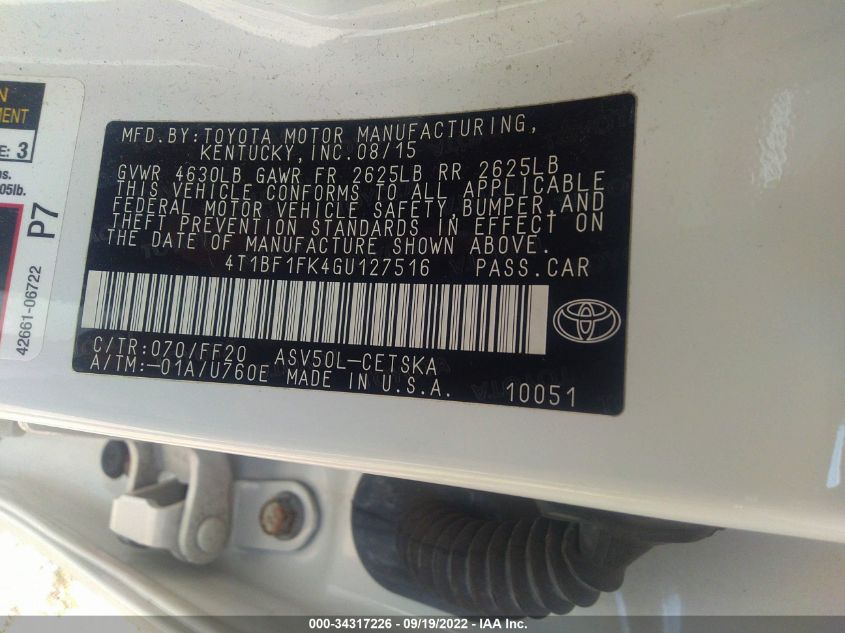 N
MENT
E: 3
s.
05lb.
P7
42661-06722
MFD.BY:TOYOTA MOTOR MANUFACTURING,
KENTUCKY,INC.08/15
GVWR 4630LB GAWR FR 2625LB RR 2625LB
THIS VEHICLE CONFORMS TO ALL APPLICABLE
FEDERAL MOTOR VEHICLE SAFETY,BUMPER,AND
THEFT PREVENTION STANDARDS IN EFFECT ON
THE DATE OF MANUFACTURE SHOWN ABOVE.
4T1BF1FK4GU127516 PASS.CAR
C/TR:070/FF20 ASV50L-CETSKA
A/TM:-01A/U760E MADE IN U.S.A. 10051
000-34317226 - 09/19/2022 - IAA Inc.